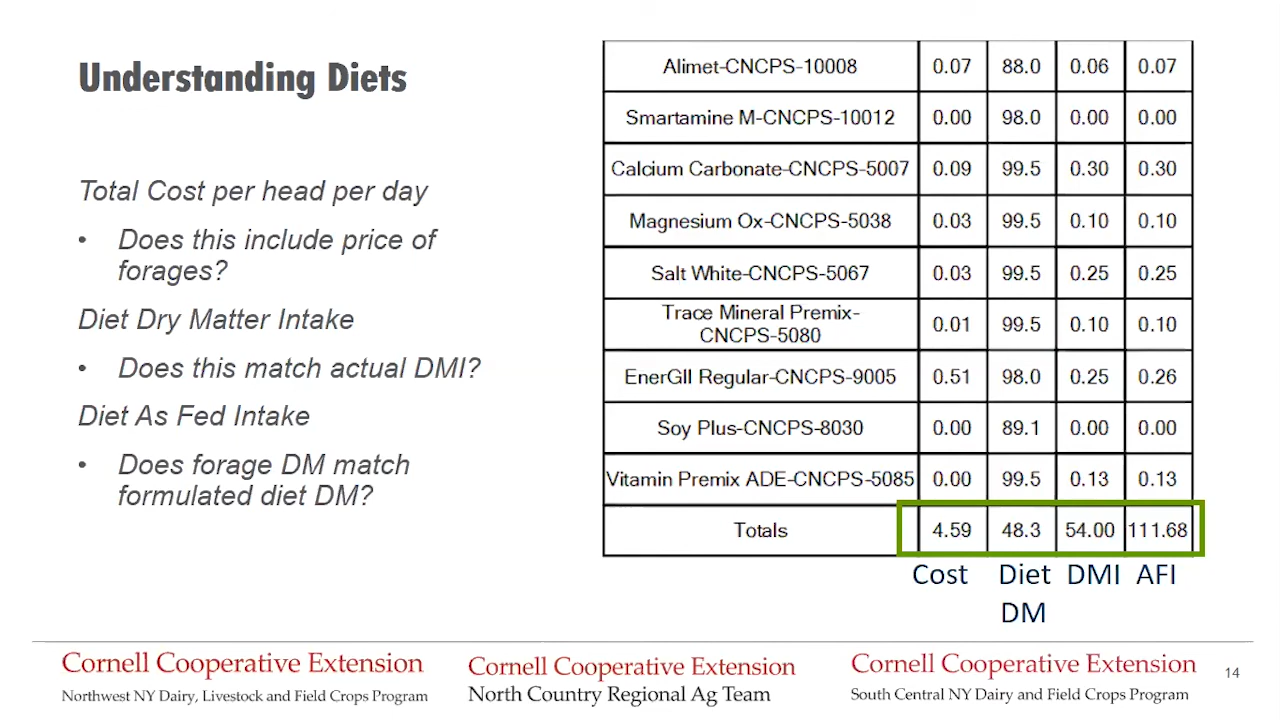 Understanding Diets
Total Cost per head per day
• Does this include price of
forages?
Diet Dry Matter Intake
• Does this match actual DMI?
Diet As Fed Intake
• Does forage DM match
formulated diet DM?
Alimet-CNCPS-10008 0.07 88.0 0.06 0.07
Smartamine M-CNCPS-10012 0.00 98.0 0.00 0.00
Calcium Carbonate-CNCPS-5007 0.09 99.5 0.30 0.30
Magnesium Ox-CNCPS-5038 0.03 99.5 0.10 0.10
Salt White-CNCPS-5067 0.03 99.5 0.25 0.25
Trace Mineral Premix-
CNCPS-5080 0.01 99.5 0.10 0.10
EnerGII Regular-CNCPS-9005 0.51 98.0 0.25 0.26
Soy Plus-CNCPS-8030 0.00 89.1 0.00 0.00
Vitamin Premix ADE-CNCPS-5085 0.00 99.5 0.13 0.13
Totals 4.59 48.3 54.00 111.68
Cost Diet DMI AFI
DM
Cornell Cooperative Extension
Northwest NY Dairy, Livestock and Field Crops Program
Cornell Cooperative Extension
North Country Regional Ag Team
Cornell Cooperative Extension
South Central NY Dairy and Field Crops Program
14